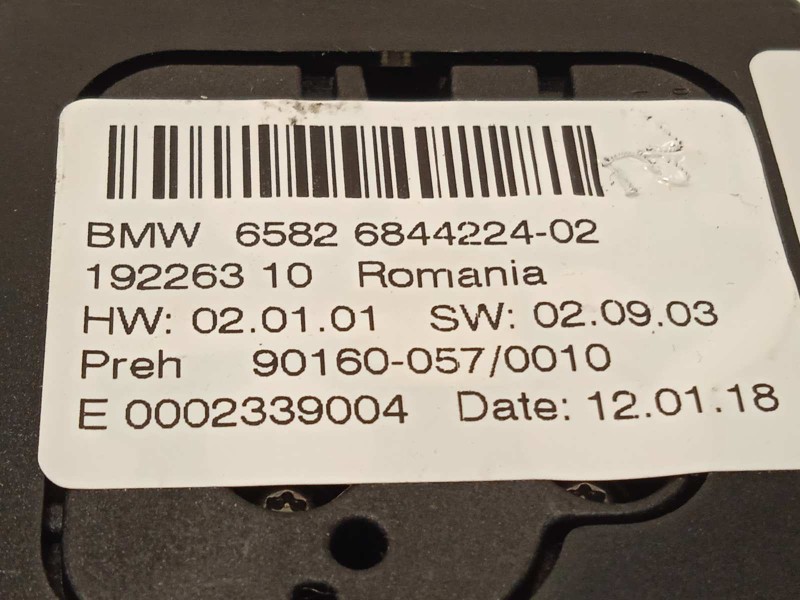 BMW 6582 6844224-02
192263 10 Romania
HW: 02.01.01 SW: 02.09.03
Preh 90160-057/0010
E 0002339004 Date: 12.01.18